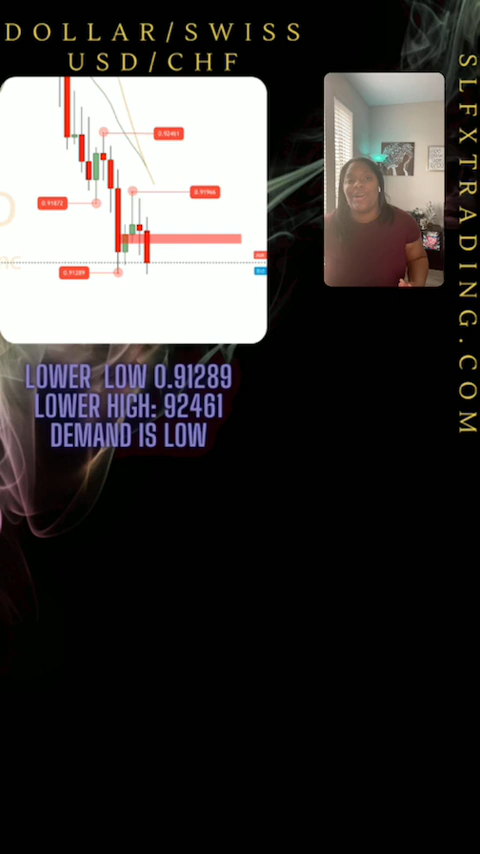 DOLLAR/SWISS
USD/CHF
SLFXTRADING.COM
0.92461
0.91946
0.91872
0.91289
LOWER LOW 0.91289
LOWER HIGH: 92461
DEMAND IS LOW